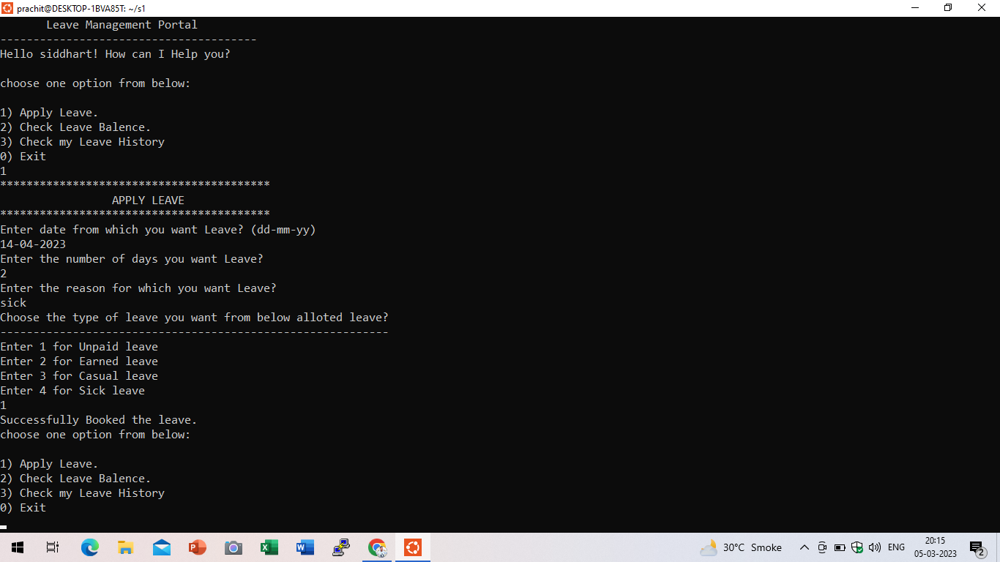 prachit@DESKTOP-1BVA85T: ~/s1
Leave Management Portal
---------------------------------------
Hello siddhart! How can I Help you?
choose one option from below:
1) Apply Leave.
2) Check Leave Balence.
3) Check my Leave History
0) Exit
1
*****************************************
APPLY LEAVE
*****************************************
Enter date from which you want Leave? (dd-mm-yy)
14-04-2023
Enter the number of days you want Leave?
2
Enter the reason for which you want Leave?
sick
Choose the type of leave you want from below alloted leave?
-----------------------------------------------------------
Enter 1 for Unpaid leave
Enter 2 for Earned leave
Enter 3 for Casual leave
Enter 4 for Sick leave
1
Successfully Booked the leave.
choose one option from below:
1) Apply Leave.
2) Check Leave Balence.
3) Check my Leave History
0) Exit
30°C Smoke
ENG
20:15
05-03-2023
2